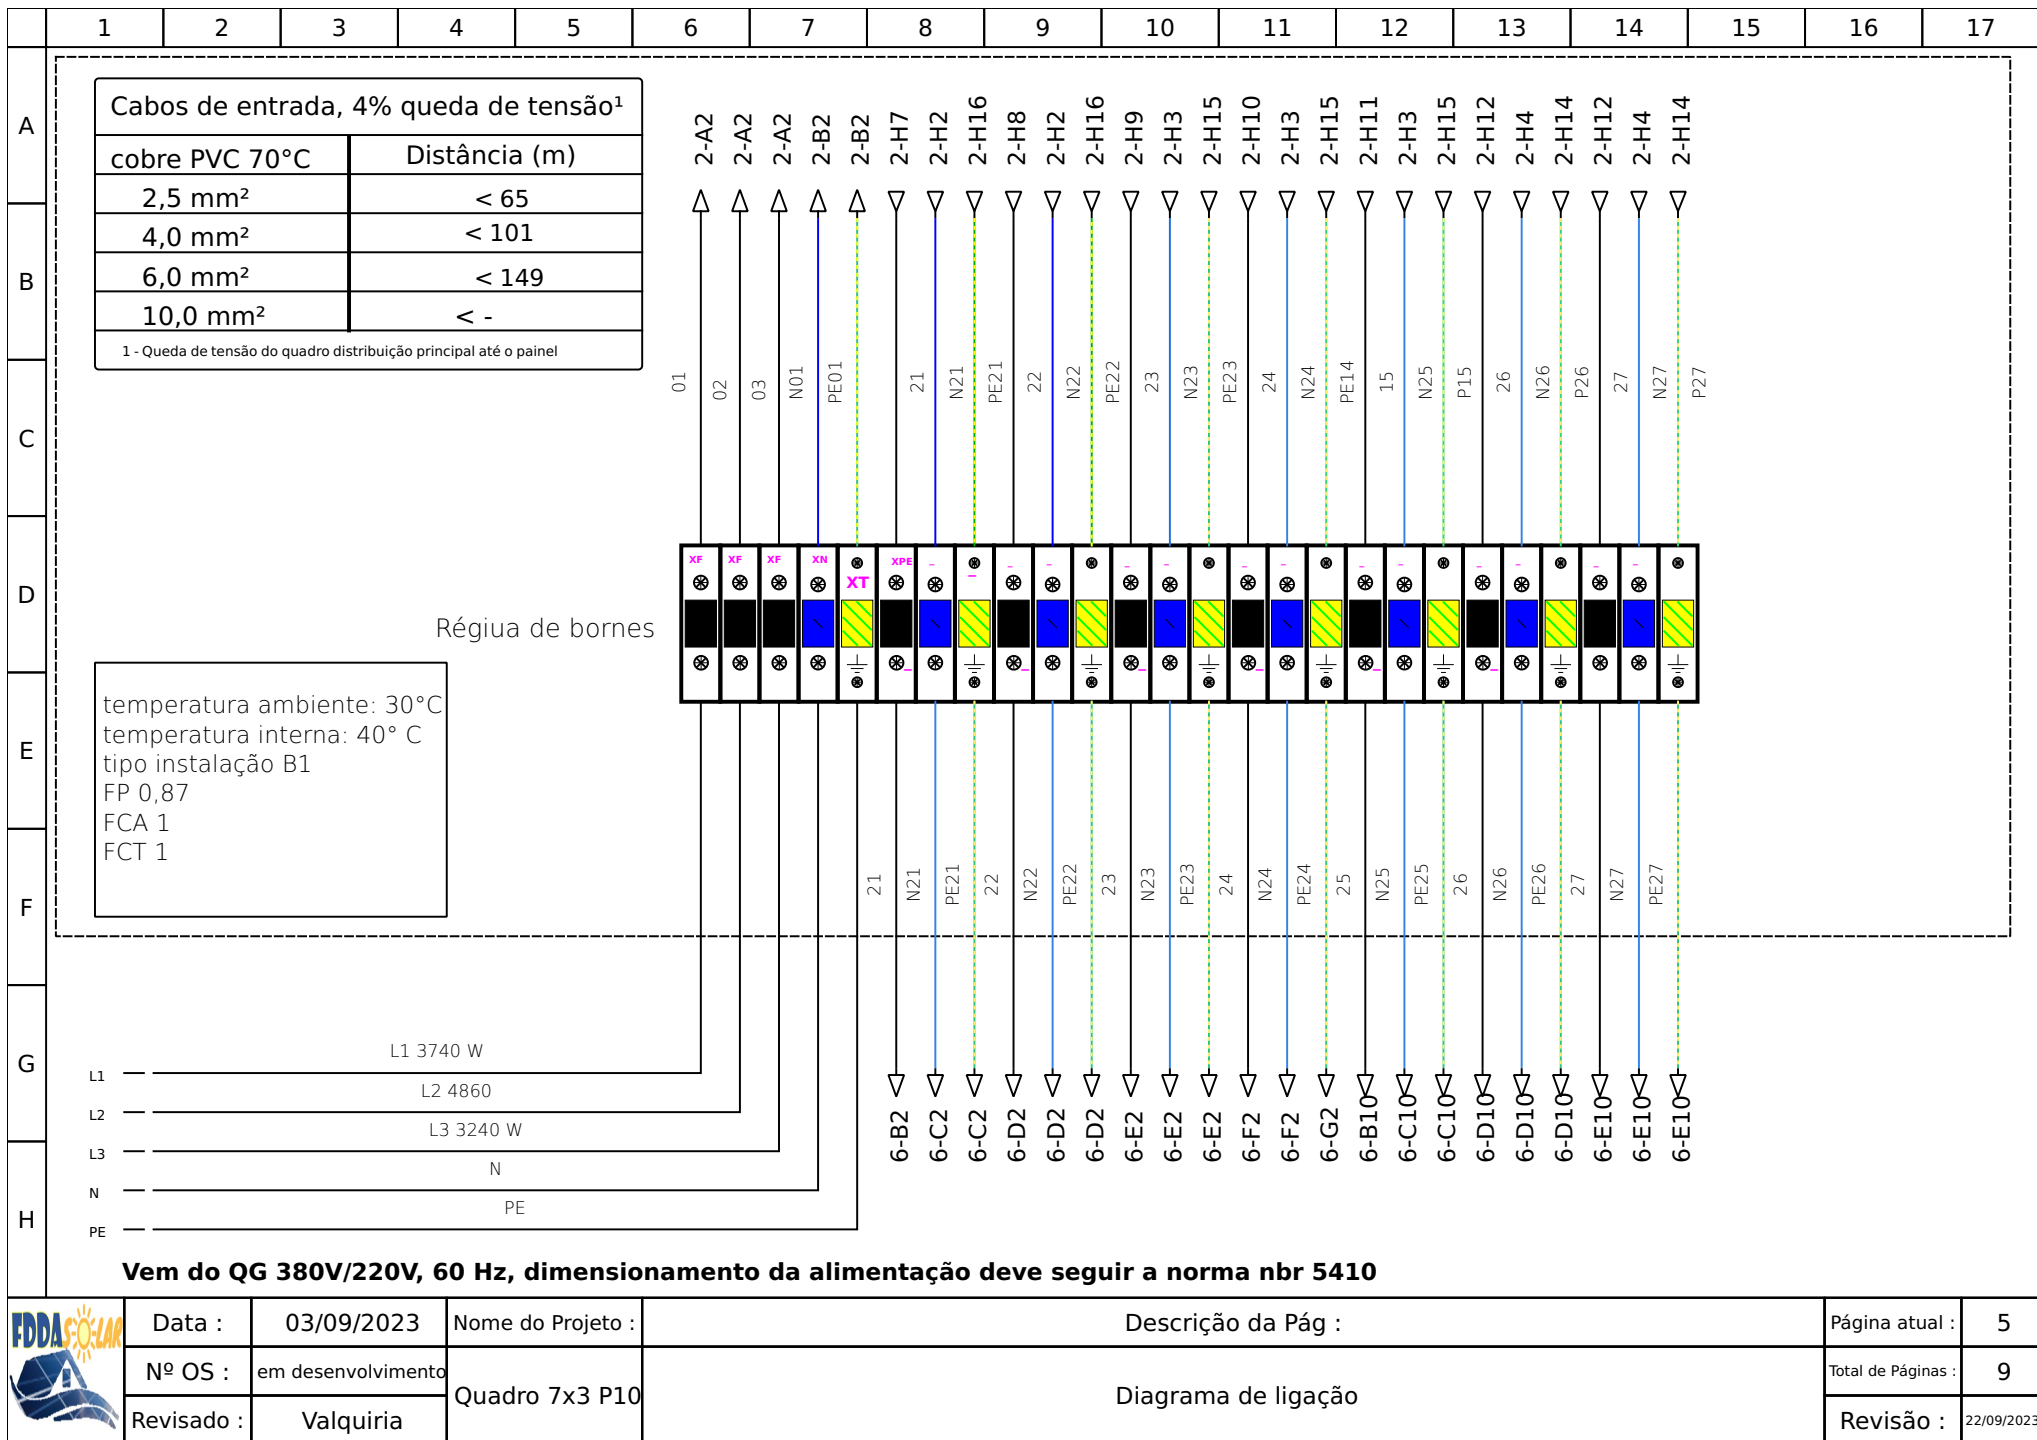 1 2 3 4 5 6 7 8 9 10 11 12 13 14 15 16 17
A
B
C
D
E
F
G
H
Cabos de entrada, 4% queda de tensão¹
cobre PVC 70°C Distância (m)
2,5 mm² < 65
4,0 mm² < 101
6,0 mm² < 149
10,0 mm² < -
1 - Queda de tensão do quadro distribuição principal até o painel
2-A2 2-A2 2-A2 2-B2 2-B2 2-H7 2-H2 2-H16 2-H8 2-H2 2-H16 2-H9 2-H3 2-H15 2-H10 2-H3 2-H15 2-H11 2-H3 2-H15 2-H12 2-H4 2-H14 2-H12 2-H4 2-H14
01 02 03 N01 PE01 21 N21 PE21 22 N22 PE22 23 N23 PE23 24 N24 PE14 15 N25 P15 26 N26 P26 27 N27 P27
XF XF XF XN XT XPE
Régiua de bornes
temperatura ambiente: 30°C
temperatura interna: 40° C
tipo instalação B1
FP 0,87
FCA 1
FCT 1
21 N21 PE21 22 N22 PE22 23 N23 PE23 24 N24 PE24 25 N25 PE25 26 N26 PE26 27 N27 PE27
6-B2 6-C2 6-C2 6-D2 6-D2 6-D2 6-E2 6-E2 6-E2 6-F2 6-F2 6-G2 6-B10 6-C10 6-C10 6-D10 6-D10 6-D10 6-E10 6-E10 6-E10
L1 L1 3740 W
L2 L2 4860
L3 L3 3240 W
N N
PE PE
Vem do QG 380V/220V, 60 Hz, dimensionamento da alimentação deve seguir a norma nbr 5410
FDDA SOLAR
Data : 03/09/2023
Nº OS : em desenvolvimento
Revisado : Valquiria
Nome do Projeto :
Quadro 7x3 P10
Descrição da Pág :
Diagrama de ligação
Página atual : 5
Total de Páginas : 9
Revisão : 22/09/2023